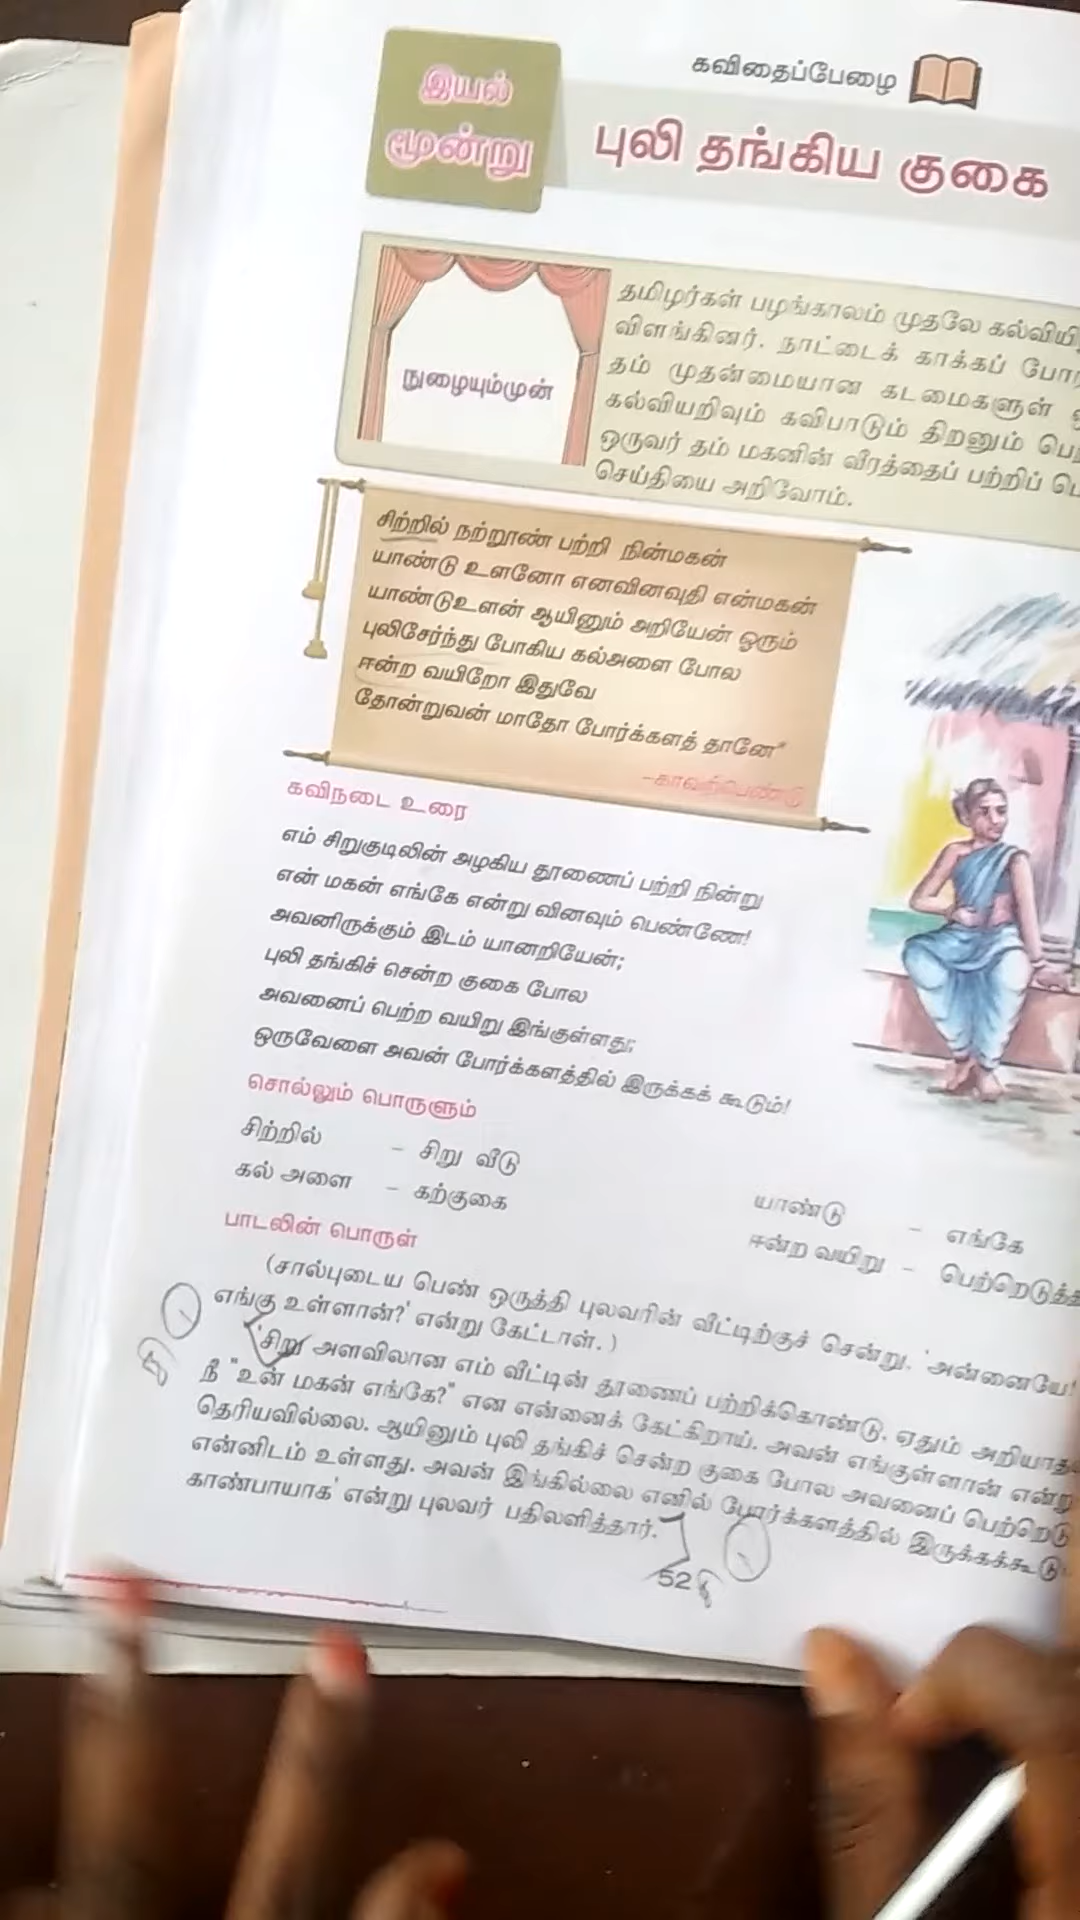 கவிதைப்பேழை
இயல்
மூன்று
புலி தங்கிய குகை
நுழையும்முன்
தமிழர்கள் பழங்காலம் முதலே
விளங்கினர். நாட்டைக் காக்கப்
தம் முதன்மையான கடமைகளுள்
கல்வியறிவும் கவிபாடும் திறனும்
ஒருவர் தம் மகனின் வீரத்தைப் பற்றிப்
செய்தியை அறிவோம்.
சிற்றில் நற்றூண் பற்றி நின்மகன்
யாண்டு உளனோ எனவினவுதி என்மகன்
யாண்டுஉளன் ஆயினும் அறியேன் ஓரும்
புலிசேர்ந்து போகிய கல்அளை போல
ஈன்ற வயிறோ இதுவே
தோன்றுவன் மாதோ போர்க்களத் தானே"
–காவற்பெண்டு
கவிநடை உரை
எம் சிறுகுடிலின் அழகிய தூணைப் பற்றி நின்று
என் மகன் எங்கே என்று வினவும் பெண்ணே!
அவனிருக்கும் இடம் யானறியேன்;
புலி தங்கிச் சென்ற குகை போல
அவனைப் பெற்ற வயிறு இங்குள்ளது;
ஒருவேளை அவன் போர்க்களத்தில் இருக்கக் கூடும்!
சொல்லும் பொருளும்
சிற்றில் – சிறு வீடு
கல் அளை – கற்குகை
யாண்டு – எங்கே
ஈன்ற வயிறு –
பாடலின் பொருள்
(சால்புடைய பெண் ஒருத்தி புலவரின் வீட்டிற்குச் சென்று. 'அன்னையே!
எங்கு உள்ளான்?' என்று கேட்டாள்.)
'சிறு அளவிலான எம் வீட்டின் தூணைப் பற்றிக்கொண்டு, ஏதும்
நீ "உன் மகன் எங்கே?" என என்னைக் கேட்கிறாய். அவன் எங்குள்ளான் என்று
தெரியவில்லை. ஆயினும் புலி தங்கிச் சென்ற குகை போல அவனைப்
என்னிடம் உள்ளது. அவன் இங்கில்லை எனில் போர்க்களத்தில்
காண்பாயாக' என்று புலவர் பதிலளித்தார்.
52